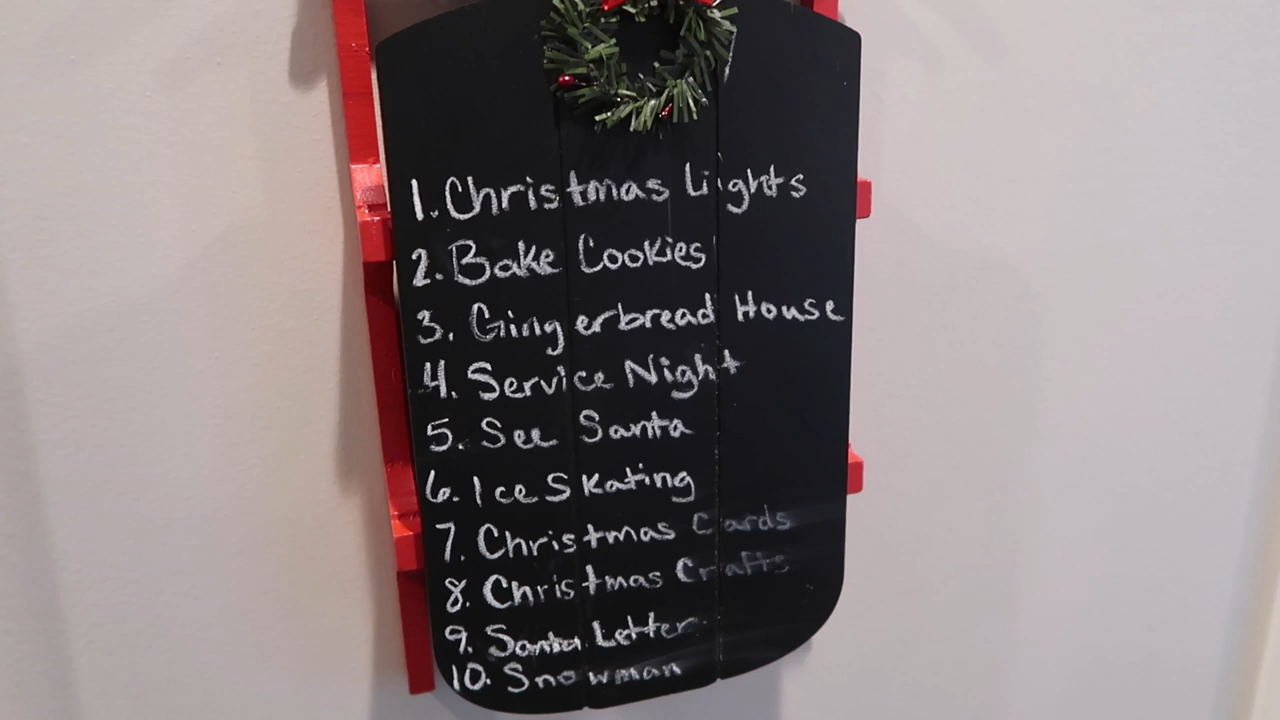 1. Christmas Lights
2. Bake Cookies
3. Gingerbread House
4. Service Night
5. See Santa
6. Ice Skating
7. Christmas Cards
8. Christmas Crafts
9. Santa Letter
10. Snowman